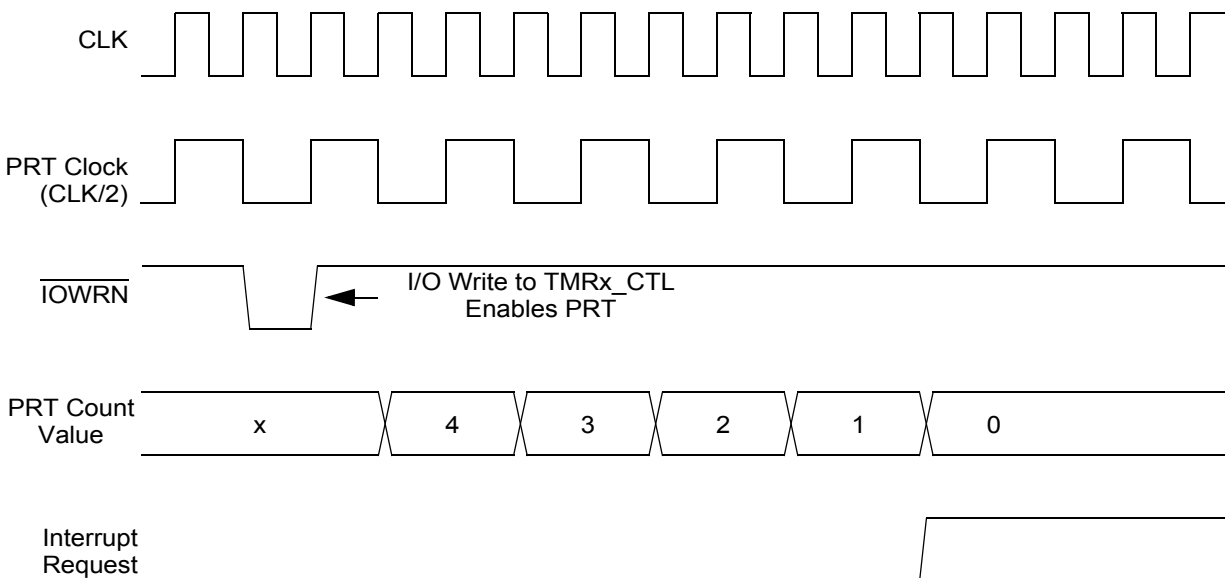 CLK
PRT Clock
(CLK/2)
IOWRN
I/O Write to TMRx_CTL
Enables PRT
PRT Count
Value
x 4 3 2 1 0
Interrupt
Request